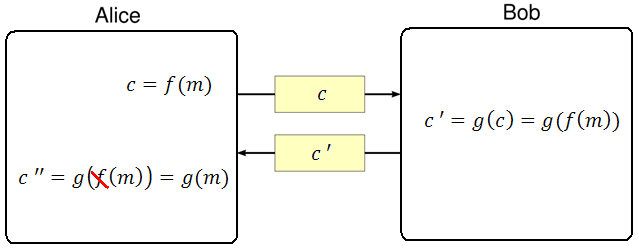 Alice
Bob
c = f(m)
c
c' = g(c) = g(f(m))
c'
c'' = g(f(m)) = g(m)